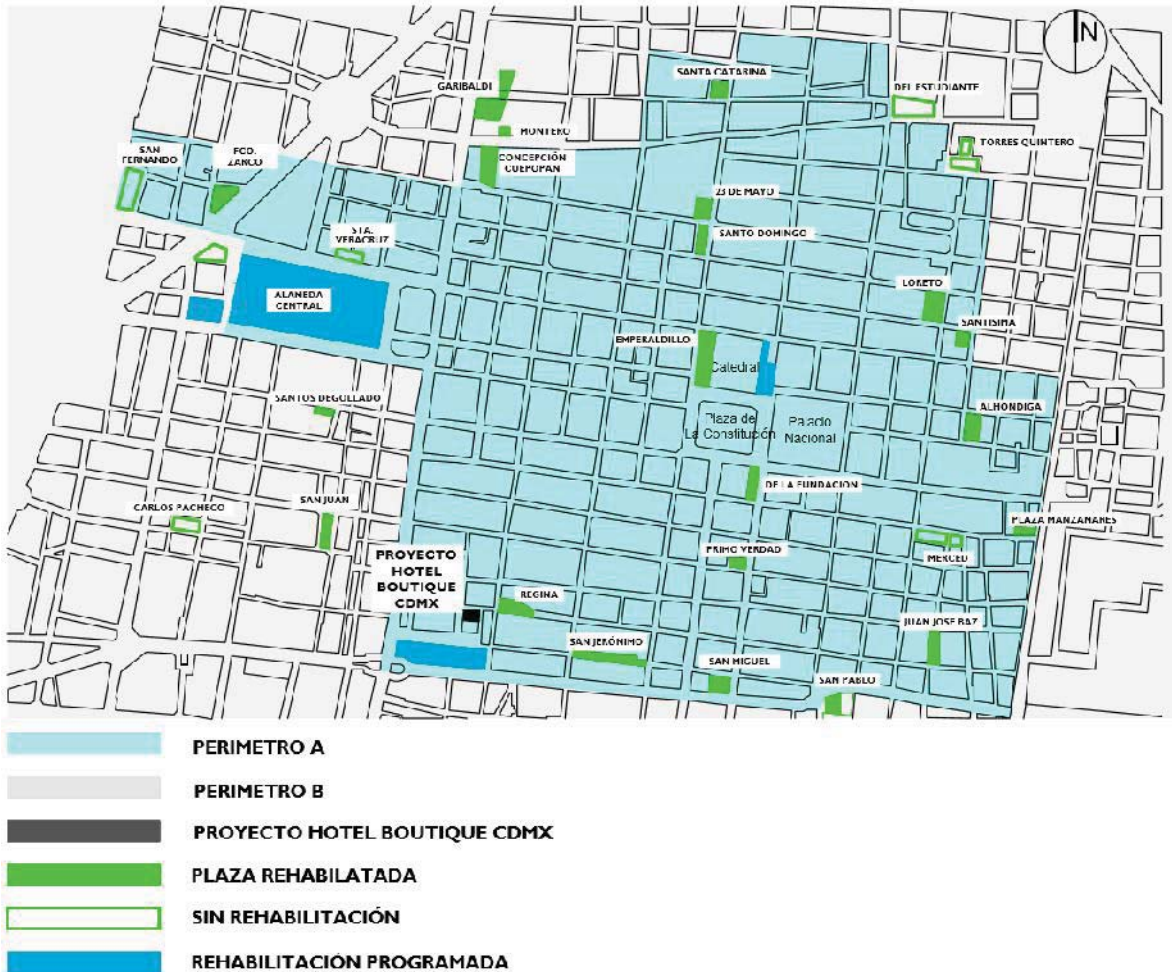 N
SANTA CATARINA
GARIBALDI
DEL ESTUDIANTE
MONTERO
TORRES QUINTERO
SAN
FERNANDO
FCO.
ZARCO
CONCEPCIÓN
CUEPOPAN
23 DE MAYO
STA.
VERACRUZ
SANTO DOMINGO
LORETO
ALANEDA
CENTRAL
SANTISIMA
EMPERALDILLO
Catedral
SANTOS DEGOLLADO
ALHONDIGA
Plaza de
La Constitución
Palacio
Nacional
DE LA FUNDACION
SAN JUAN
CARLOS PACHECO
PLAZA MANZANARES
PRIMO VERDAD
MERCED
PROYECTO
HOTEL
BOUTIQUE
CDMX
REGINA
JUAN JOSE BAZ
SAN JERÓNIMO
SAN MIGUEL
SAN PABLO
PERIMETRO A
PERIMETRO B
PROYECTO HOTEL BOUTIQUE CDMX
PLAZA REHABILATADA
SIN REHABILITACIÓN
REHABILITACIÓN PROGRAMADA